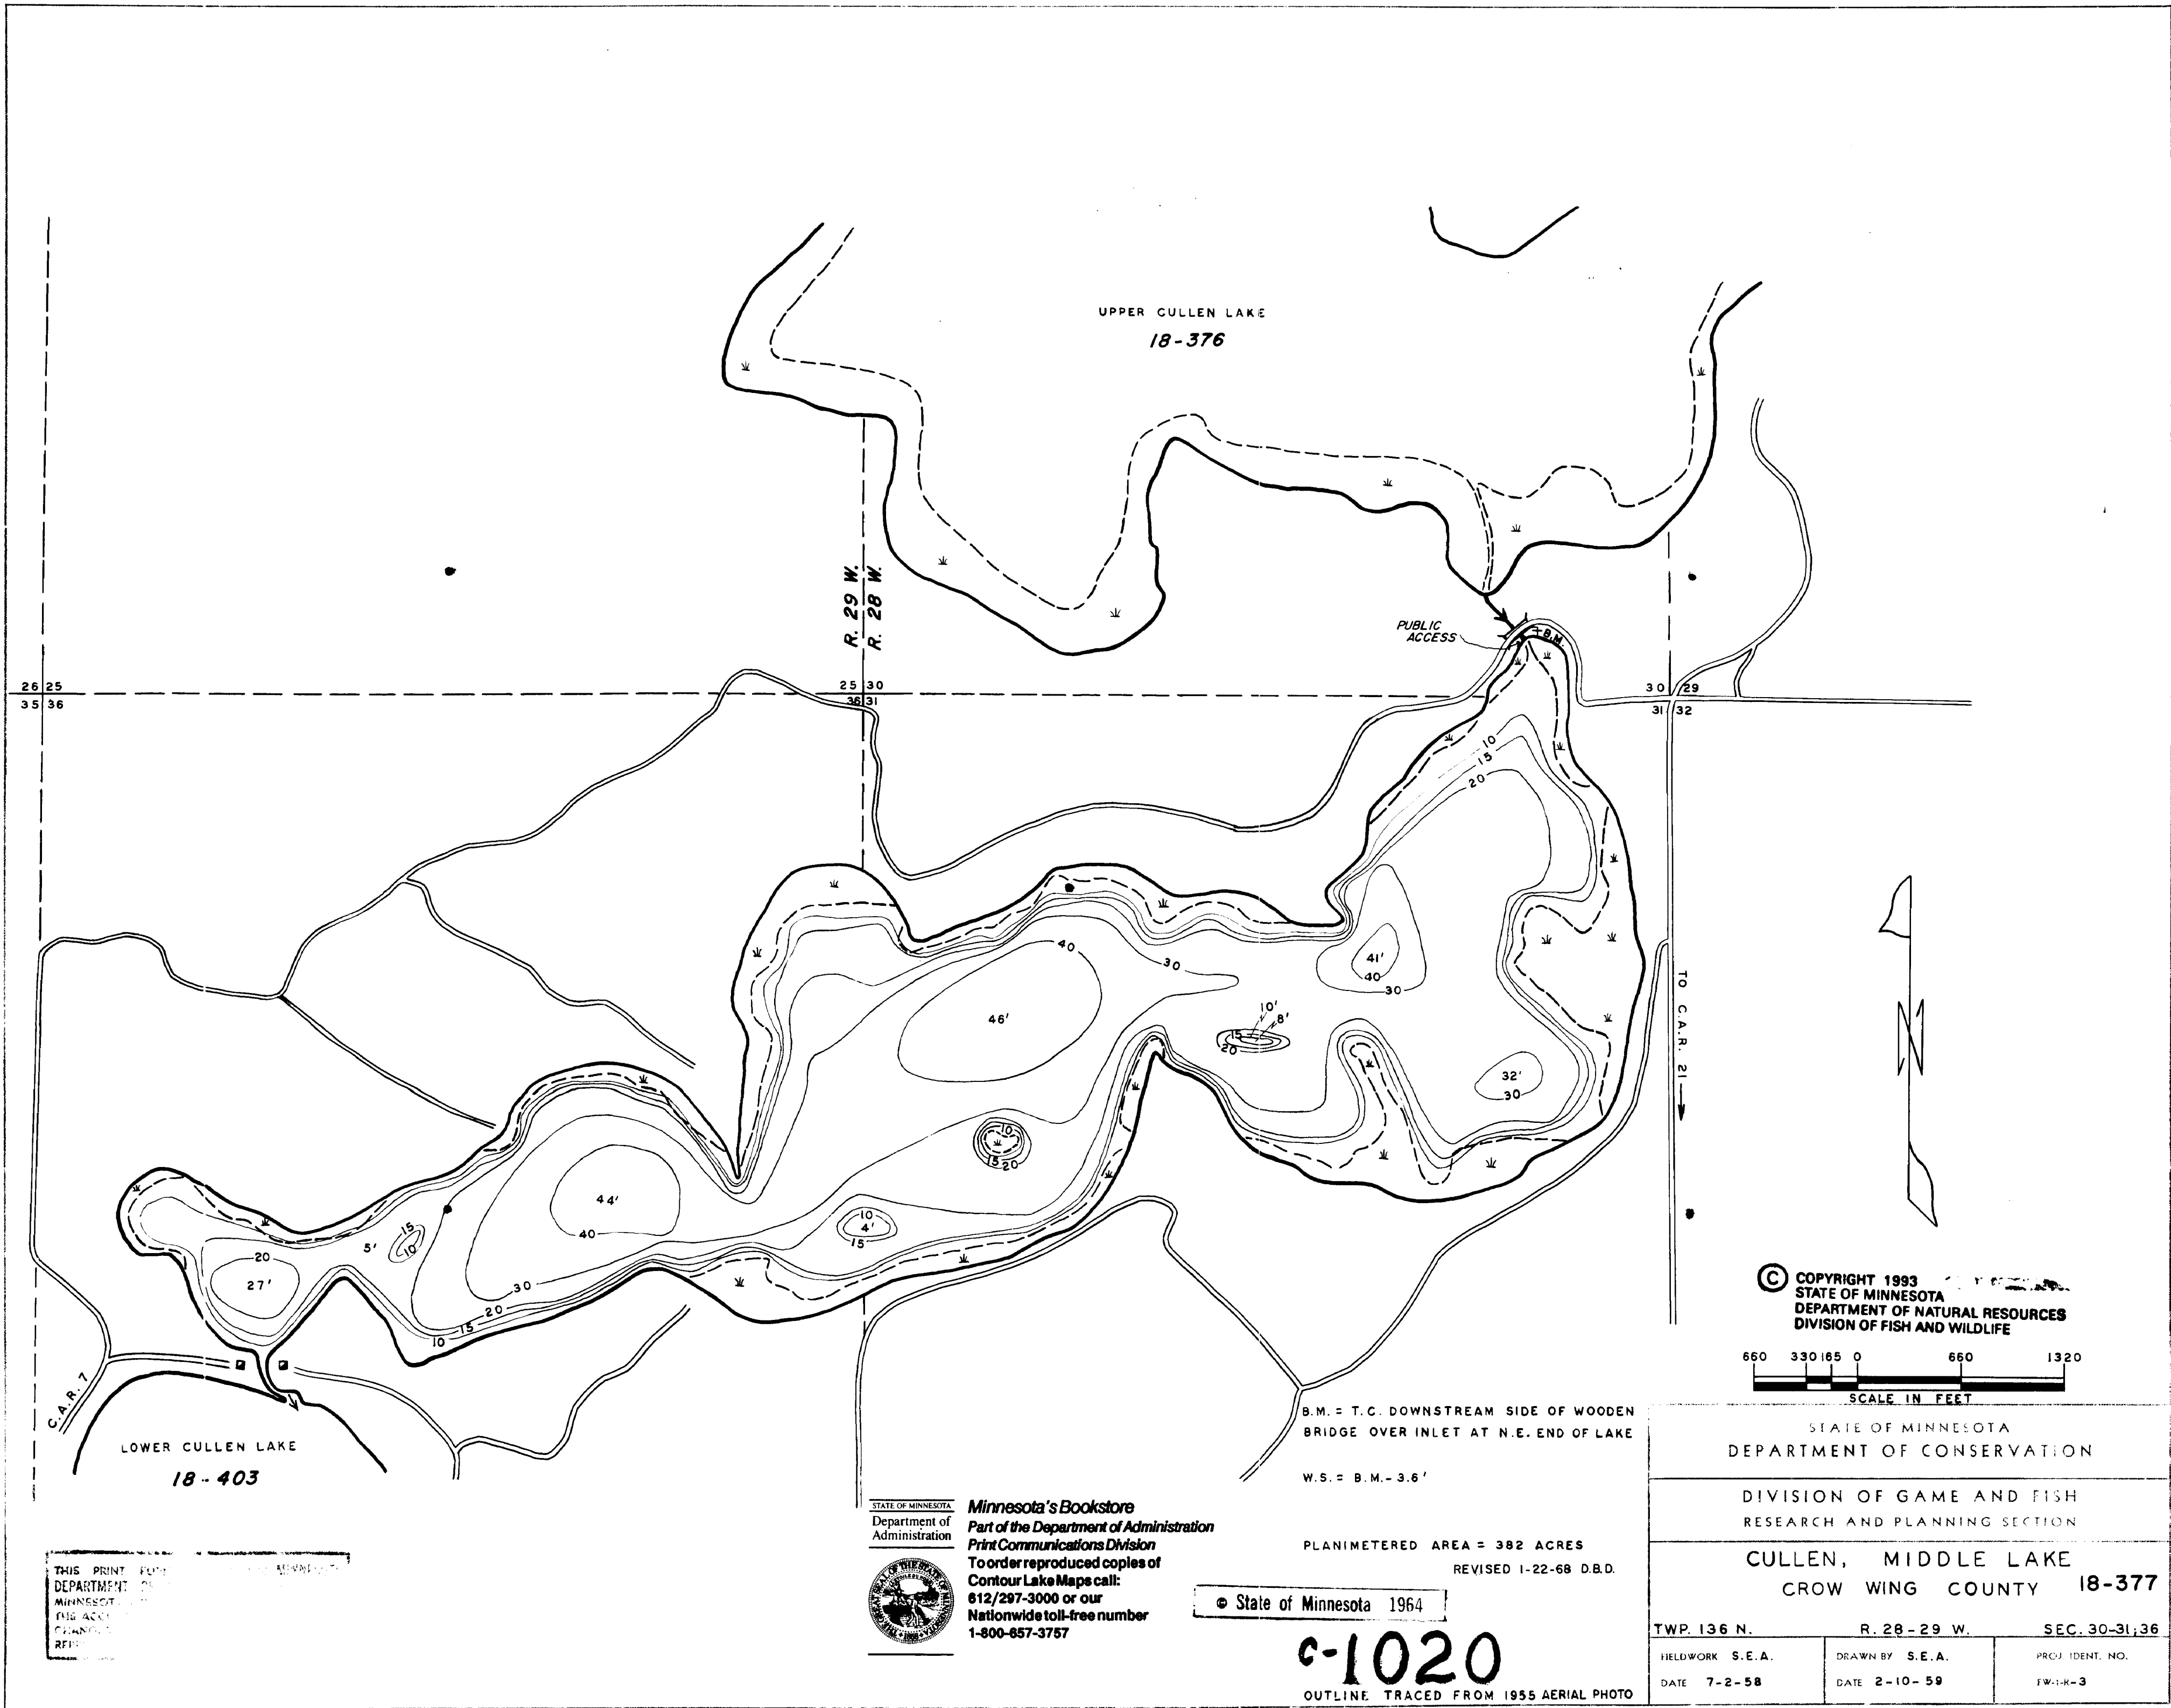 UPPER CULLEN LAKE
18-376
R. 29 W.
R. 28 W.
PUBLIC
ACCESS
B.M.
26 25
35 36
25 30
36 31
30 29
31 32
10
15
20
40
30
41'
40
30
46'
10'
8'
15
20
32'
30
10
15 20
44'
40
10
4'
15
15
10
5'
20
27'
30
20
15
10
TO C.A.R. 21
C.A.R. 7
LOWER CULLEN LAKE
18-403
N
© COPYRIGHT 1993
STATE OF MINNESOTA
DEPARTMENT OF NATURAL RESOURCES
DIVISION OF FISH AND WILDLIFE
660 330 165 0 660 1320
SCALE IN FEET
B.M. = T.C. DOWNSTREAM SIDE OF WOODEN
BRIDGE OVER INLET AT N.E. END OF LAKE
W.S. = B.M. - 3.6'
PLANIMETERED AREA = 382 ACRES
REVISED 1-22-68 D.B.D.
© State of Minnesota 1964
C-1020
OUTLINE TRACED FROM 1955 AERIAL PHOTO
STATE OF MINNESOTA
Department of
Administration
Minnesota's Bookstore
Part of the Department of Administration
Print Communications Division
To order reproduced copies of
Contour Lake Maps call:
612/297-3000 or our
Nationwide toll-free number
1-800-657-3757
THIS PRINT
DEPARTMENT
STATE OF MINNESOTA
DEPARTMENT OF CONSERVATION
DIVISION OF GAME AND FISH
RESEARCH AND PLANNING SECTION
CULLEN, MIDDLE LAKE
CROW WING COUNTY 18-377
TWP. 136 N. R. 28-29 W. SEC. 30-31;36
FIELDWORK S.E.A. DRAWN BY S.E.A. PROJ. IDENT. NO.
DATE 7-2-58 DATE 2-10-59 FW-1-R-3